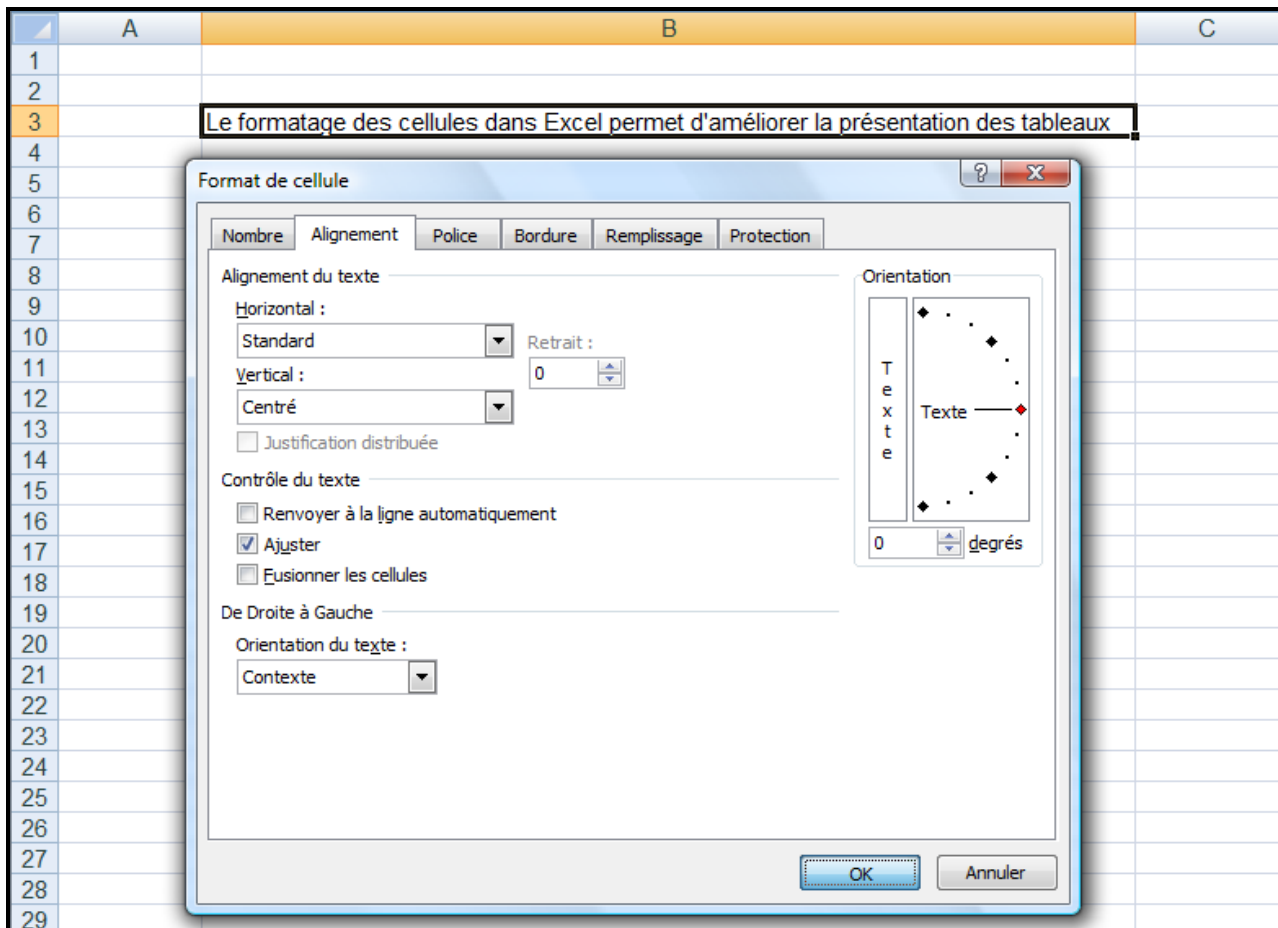 A B C
1
2
3 Le formatage des cellules dans Excel permet d'améliorer la présentation des tableaux
4
5 Format de cellule ?
6
7 Nombre Alignement Police Bordure Remplissage Protection
8 Alignement du texte Orientation
9 Horizontal :
10 Standard Retrait :
11 Vertical : 0
12 Centré Texte Texte
13 Justification distribuée
14
15 Contrôle du texte
16 Renvoyer à la ligne automatiquement
17 Ajuster 0 degrés
18 Fusionner les cellules
19 De Droite à Gauche
20 Orientation du texte :
21 Contexte
22
23
24
25
26
27 OK Annuler
28
29